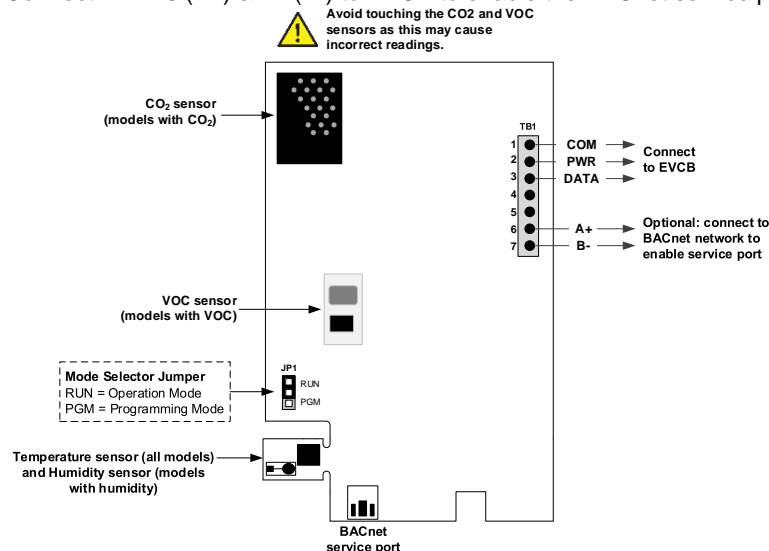 Avoid touching the CO2 and VOC
sensors as this may cause
incorrect readings.
CO₂ sensor
(models with CO₂)
TB1
1 COM
2 PWR
3 DATA
4
5
6 A+
7 B-
Connect
to EVCB
Optional: connect to
BACnet network to
enable service port
VOC sensor
(models with VOC)
JP1
RUN
PGM
Mode Selector Jumper
RUN = Operation Mode
PGM = Programming Mode
Temperature sensor (all models)
and Humidity sensor (models
with humidity)
BACnet
service port